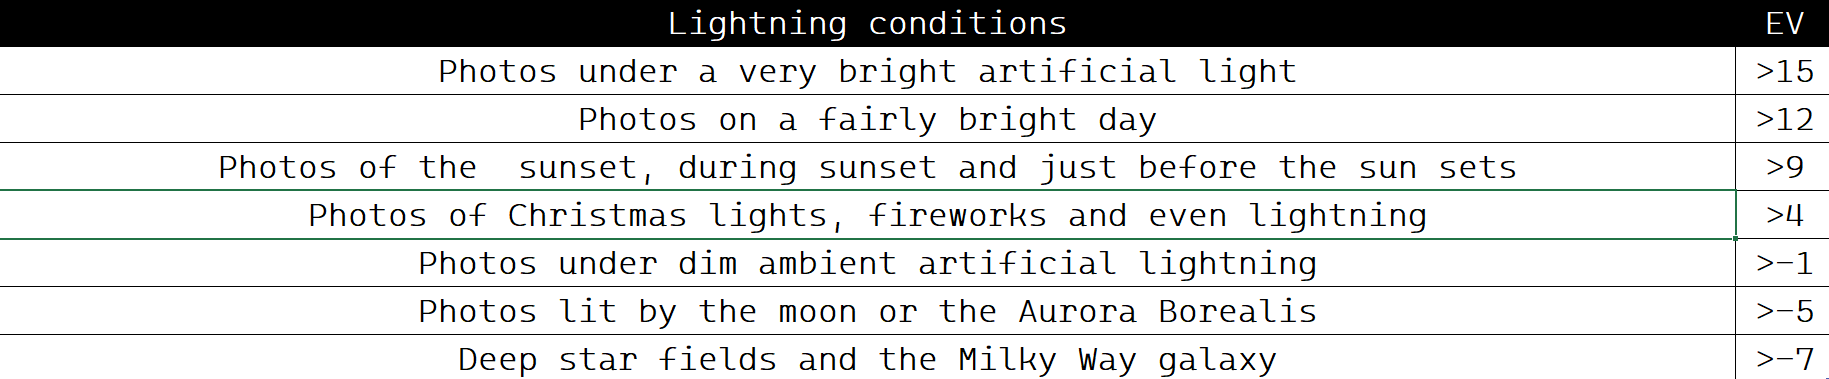 Lightning conditions EV
Photos under a very bright artificial light >15
Photos on a fairly bright day >12
Photos of the  sunset, during sunset and just before the sun sets >9
Photos of Christmas lights, fireworks and even lightning >4
Photos under dim ambient artificial lightning >-1
Photos lit by the moon or the Aurora Borealis >-5
Deep star fields and the Milky Way galaxy >-7